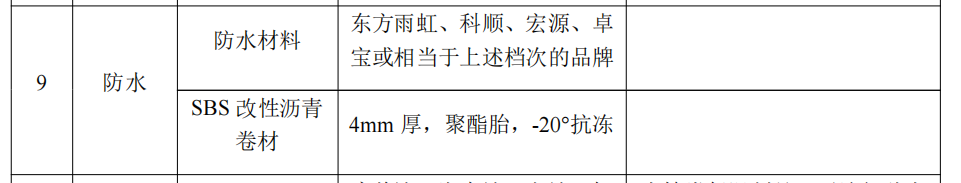 9
防水
防水材料
东方雨虹、科顺、宏源、卓
宝或相当于上述档次的品牌
SBS 改性沥青
卷材
4mm 厚，聚酯胎，-20°抗冻